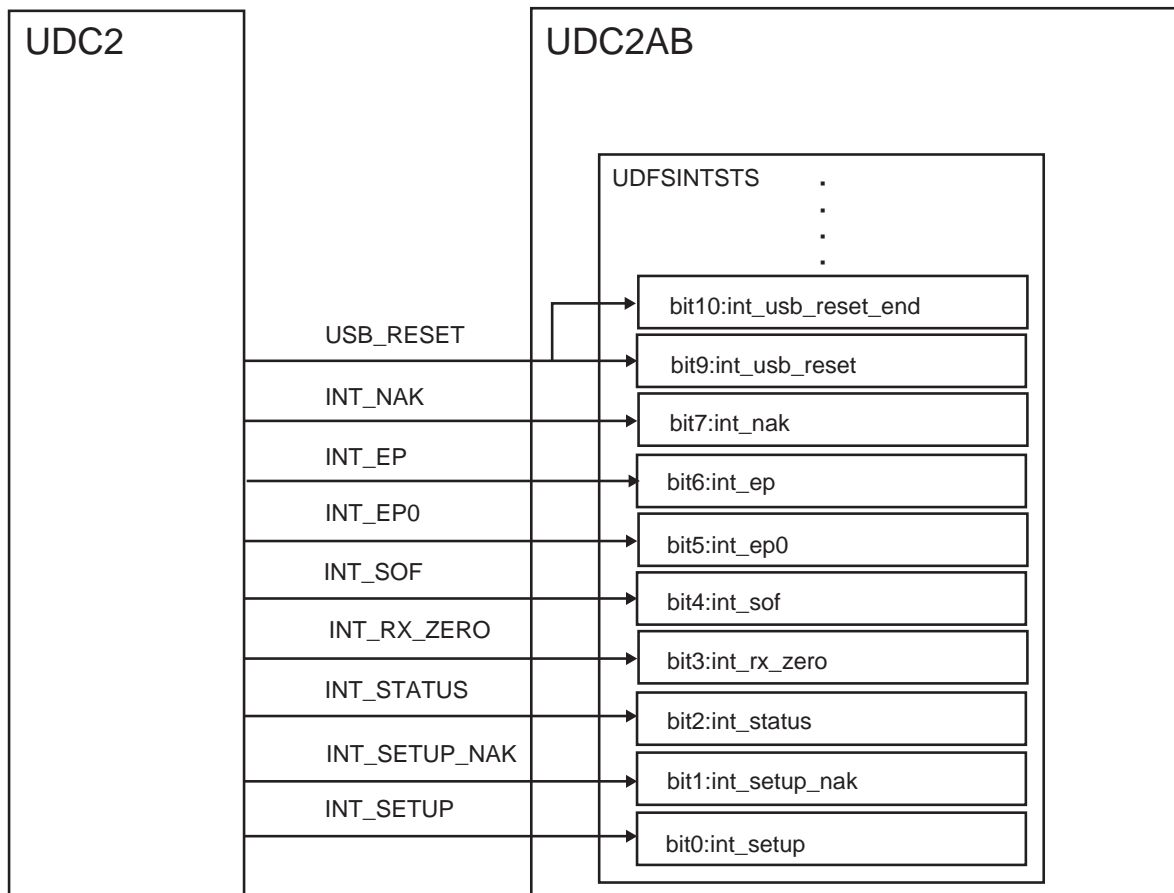 UDC2
UDC2AB
UDFSINTSTS
bit10:int_usb_reset_end
USB_RESET
bit9:int_usb_reset
INT_NAK
bit7:int_nak
INT_EP
bit6:int_ep
INT_EP0
bit5:int_ep0
INT_SOF
bit4:int_sof
INT_RX_ZERO
bit3:int_rx_zero
INT_STATUS
bit2:int_status
INT_SETUP_NAK
bit1:int_setup_nak
INT_SETUP
bit0:int_setup